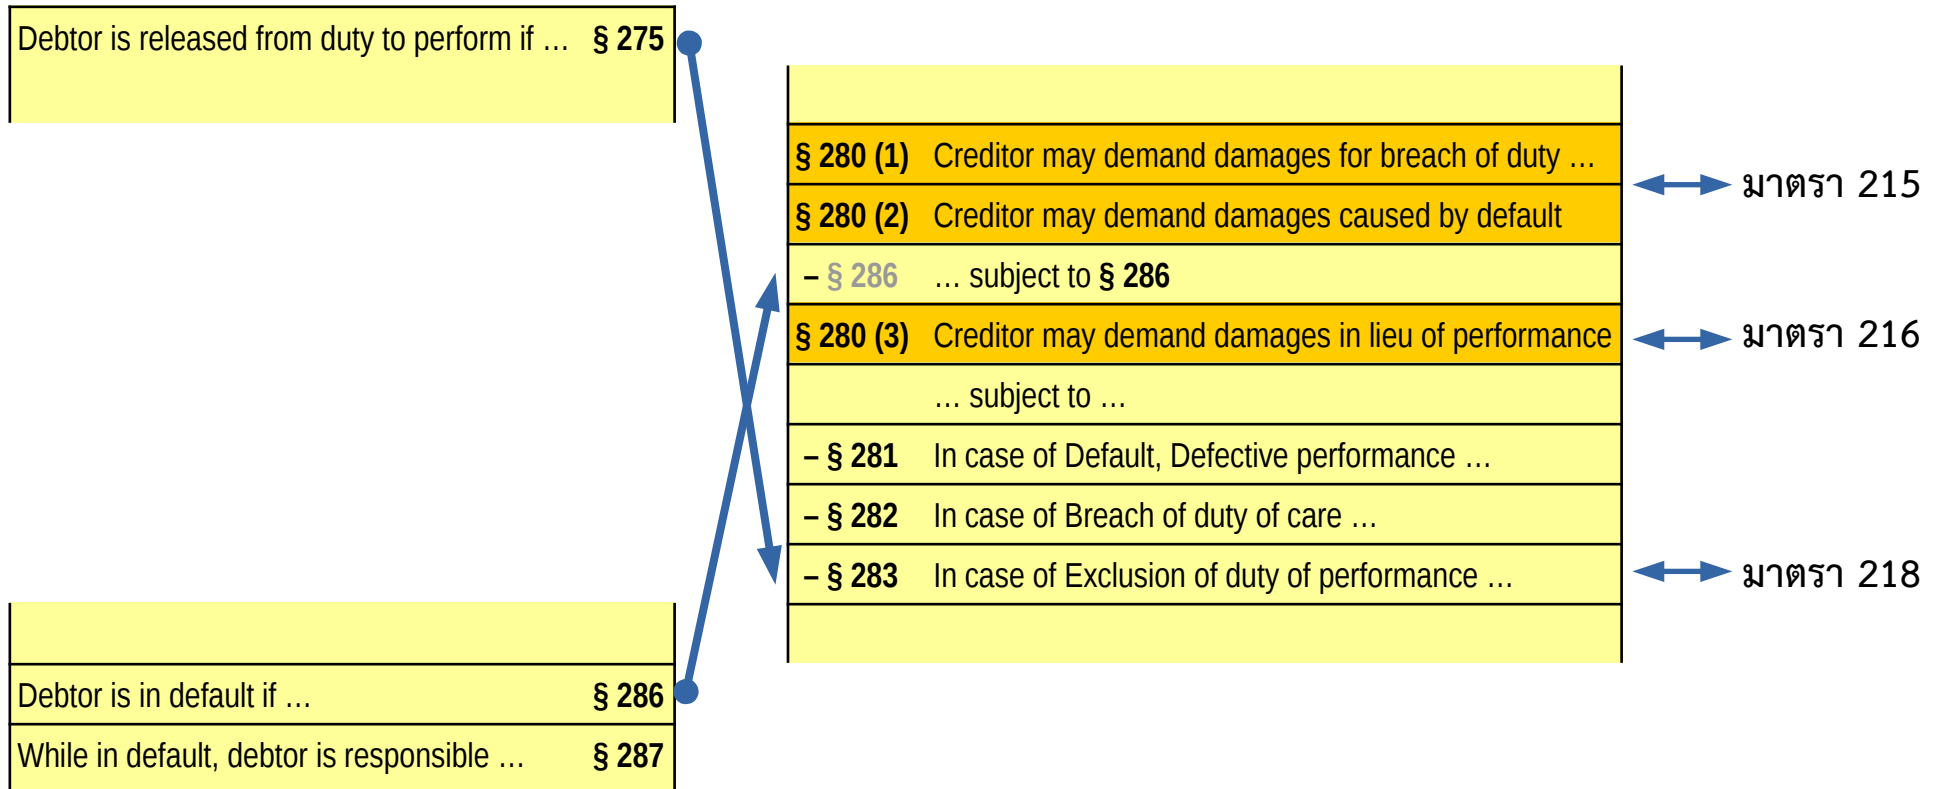 Debtor is released from duty to perform if … § 275
§ 280 (1) Creditor may demand damages for breach of duty …
§ 280 (2) Creditor may demand damages caused by default
– § 286 … subject to § 286
§ 280 (3) Creditor may demand damages in lieu of performance
… subject to …
– § 281 In case of Default, Defective performance …
– § 282 In case of Breach of duty of care …
– § 283 In case of Exclusion of duty of performance …
มาตรา 215
มาตรา 216
มาตรา 218
Debtor is in default if … § 286
While in default, debtor is responsible … § 287